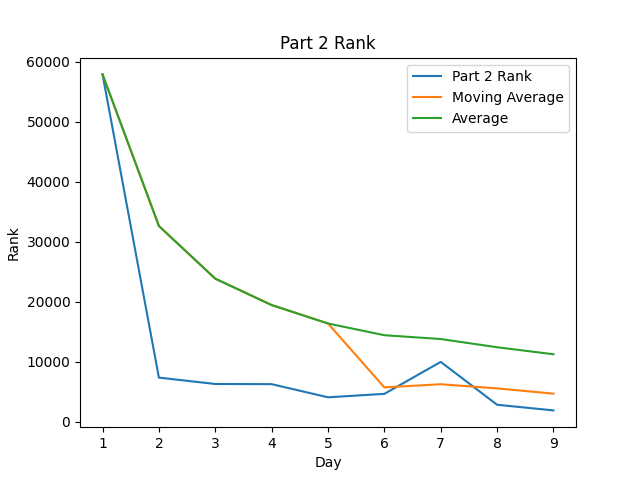 Part 2 Rank
Part 2 Rank
Moving Average
Average
60000
50000
40000
30000
20000
10000
0
Rank
1 2 3 4 5 6 7 8 9
Day